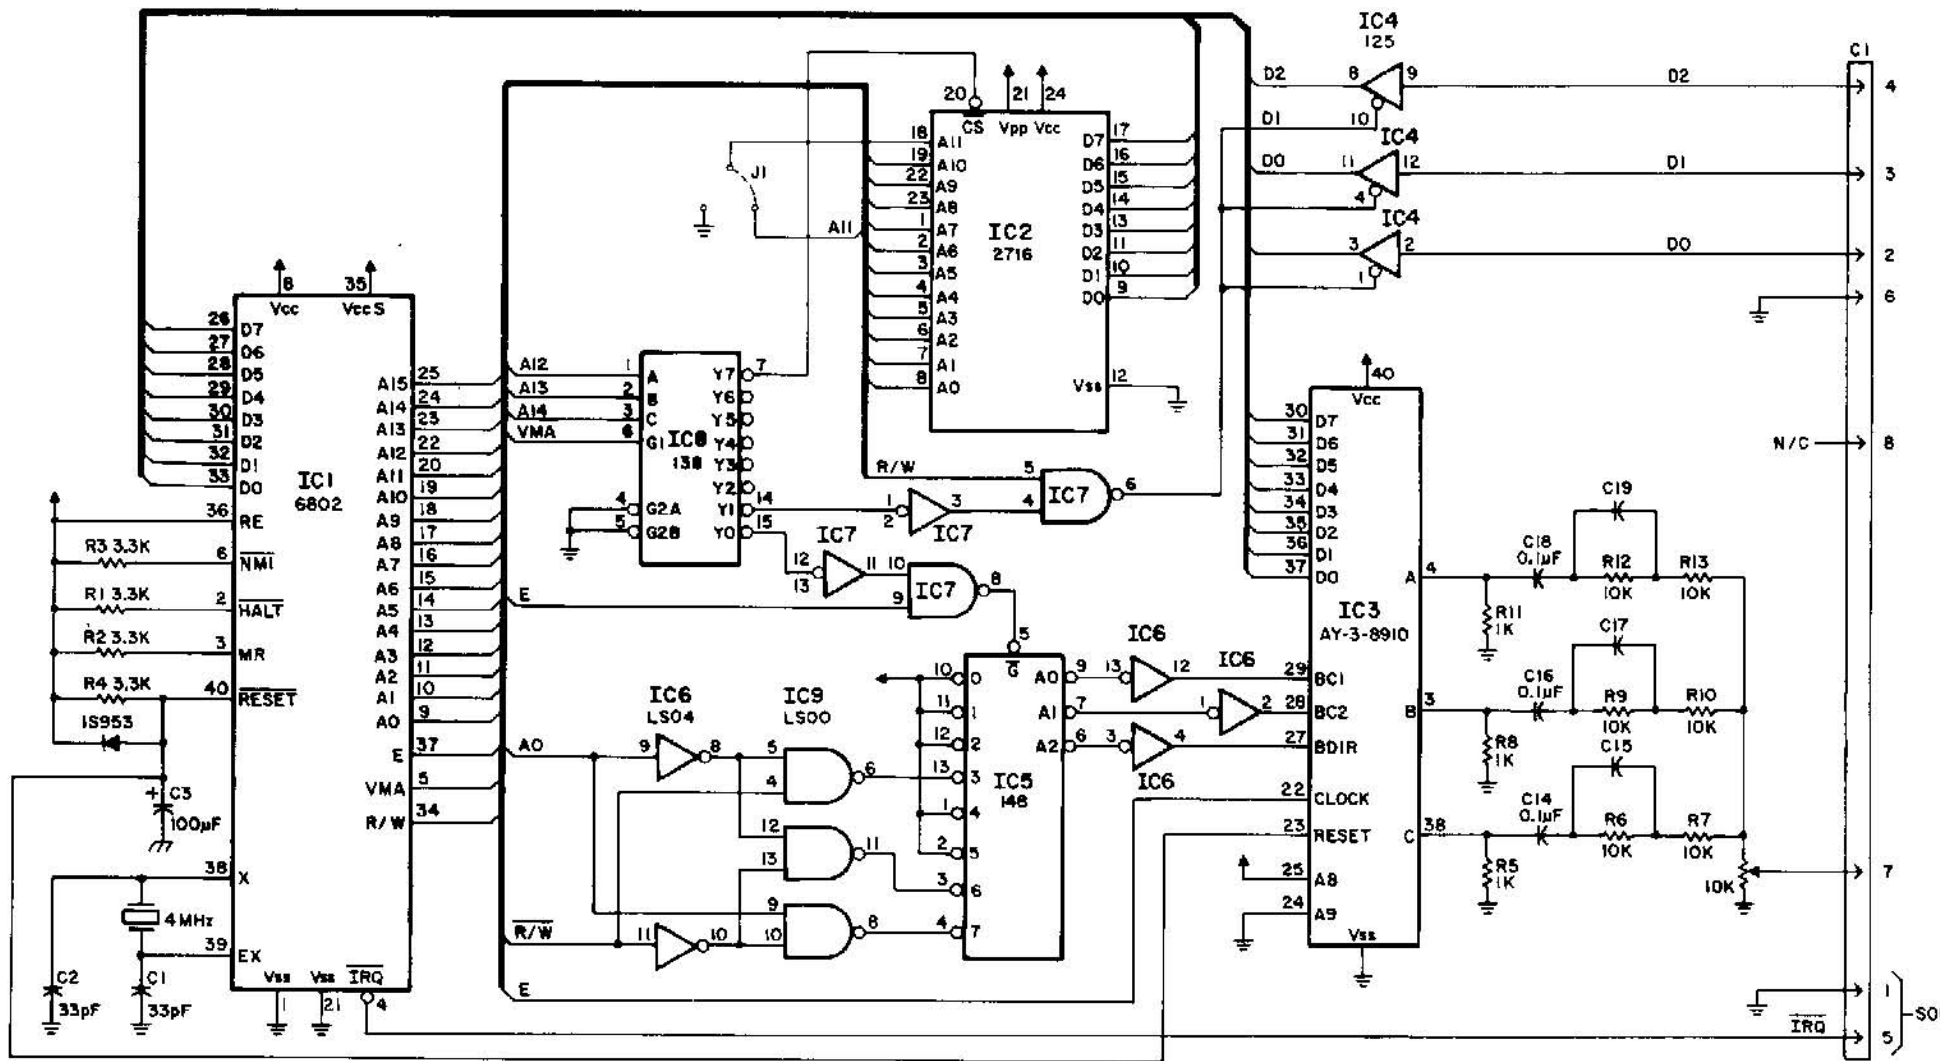 IC4
125
C1
D2 8 9 D2 4
D1 10
IC4
D0 11 12 D1 3
4
IC4
3 2 D0 2
1
6
N/C 8
7
1
IRQ 5
SO
20 21 24
CS Vpp Vcc
18 A11
19 A10
22 A9
23 A8
1 A7
2 A6
3 A5
4 A4
5 A3
6 A2
7 A1
8 A0
IC2
2716
D7 17
D6 16
D5 15
D4 14
D3 13
D2 11
D1 10
D0 9
Vss 12
J1
A11
8 35
Vcc Vcc S
26 D7
27 D6
28 D5
29 D4
30 D3
31 D2
32 D1
33 D0
36 RE
R3 3.3K 6 NMI
R1 3.3K 2 HALT
R2 3.3K 3 MR
R4 3.3K 40 RESET
1S953
+ C3
100µF
38 X
4MHz
39 EX
C2
33pF
C1
33pF
Vss Vss IRQ
1 21 4
IC1
6802
A15 25
A14 24
A13 23
A12 22
A11 20
A10 19
A9 18
A8 17
A7 16
A6 15
A5 14
A4 13
A3 12
A2 11
A1 10
A0 9
E 37
VMA 5
R/W 34
A12 1 A
A13 2 B
A14 3 C
VMA 6 G1
4 G2A
5 G2B
IC8
138
Y7 7
Y6
Y5
Y4
Y3
Y2
Y1 14
Y0 15
R/W 5
4 IC7 6
1 2 3 IC7
IC7
12 13 11 10
E 9 IC7 8
A0
IC6
LS04
9 8
IC9
LS00
5 4 6
12 13 11
9 10 8
R/W 11 10
E
5
G
10 0
11 1
12 2
13 3
1 4
2 5
3 6
4 7
IC5
148
A0 9 13 IC6 12
A1 7 1 IC6 2
A2 6 3 4
IC6
40
Vcc
30 D7
31 D6
32 D5
33 D4
34 D3
35 D2
36 D1
37 D0
IC3
AY-3-8910
29 BC1
28 BC2
27 BDIR
22 CLOCK
23 RESET
25 A8
24 A9
Vss
A 4
B 3
C 38
C19
C18
0.1µF
R12
10K
R13
10K
R11
1K
C17
C16
0.1µF
R9
10K
R10
10K
R8
1K
C15
C14
0.1µF
R6
10K
R7
10K
R5
1K
10K